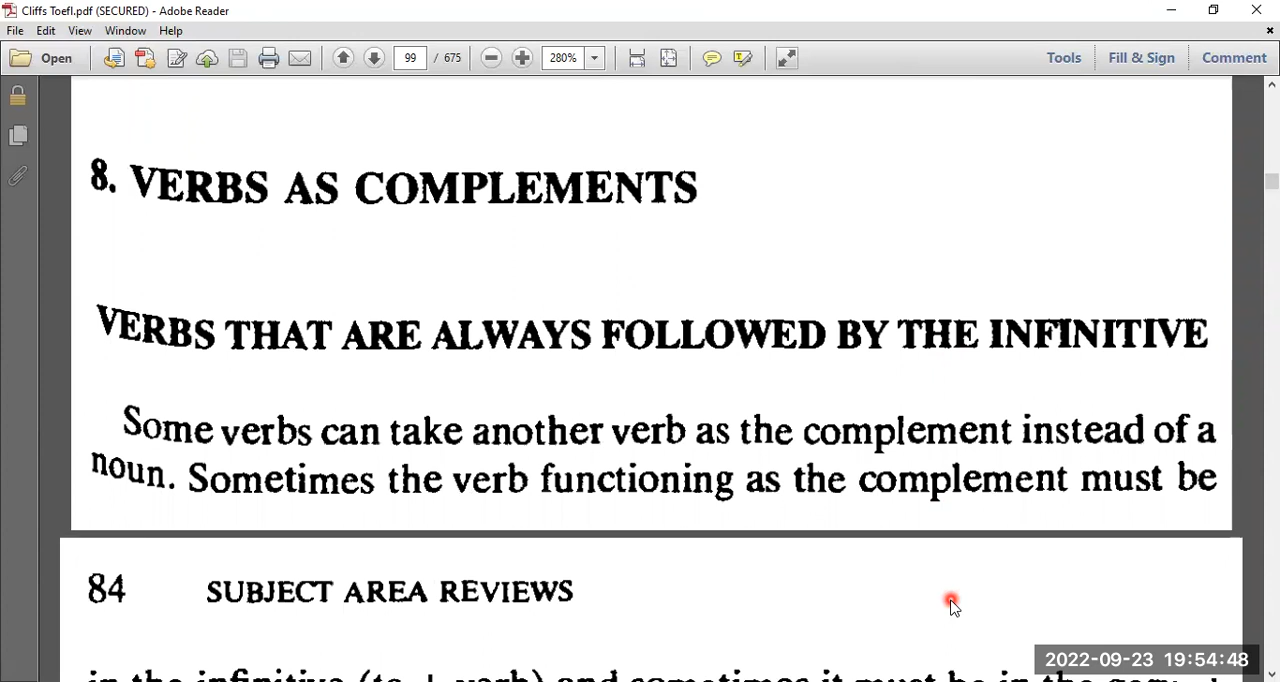 Cliffs Toefl.pdf (SECURED) - Adobe Reader
File Edit View Window Help
Open 99 / 675 280% Tools Fill & Sign Comment
8. VERBS AS COMPLEMENTS
VERBS THAT ARE ALWAYS FOLLOWED BY THE INFINITIVE
Some verbs can take another verb as the complement instead of a
noun. Sometimes the verb functioning as the complement must be
84 SUBJECT AREA REVIEWS
in the infinitive (to + verb) and sometimes it must be in the
2022-09-23 19:54:48